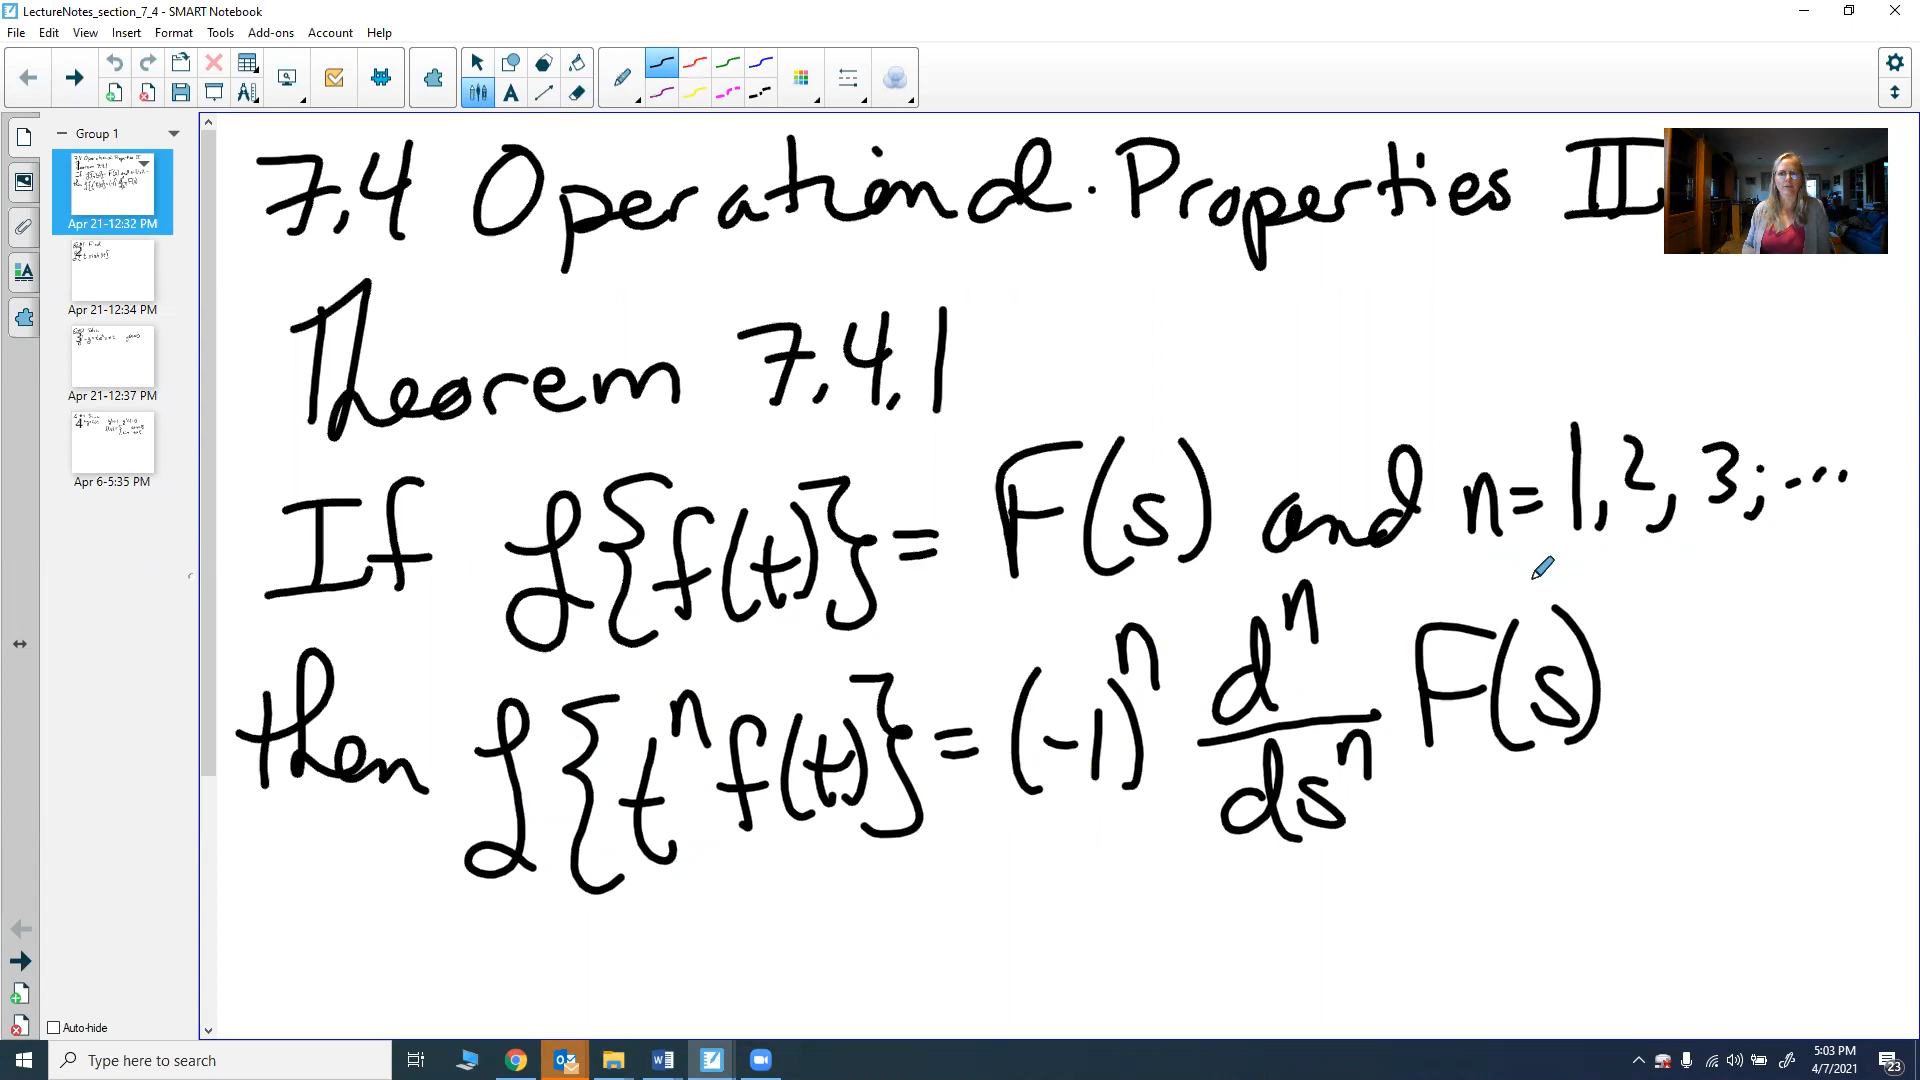 LectureNotes_section_7_4 - SMART Notebook
File Edit View Insert Format Tools Add-ons Account Help
Group 1
Apr 21-12:32 PM
Apr 21-12:34 PM
Apr 21-12:37 PM
Apr 6-5:35 PM
7.4 Operational Properties II
Theorem 7.4.1
If ℒ{f(t)} = F(s) and n = 1, 2, 3, ...
then ℒ{t^n f(t)} = (-1)^n d^n/ds^n F(s)
Auto-hide
Type here to search
5:03 PM
4/7/2021
23